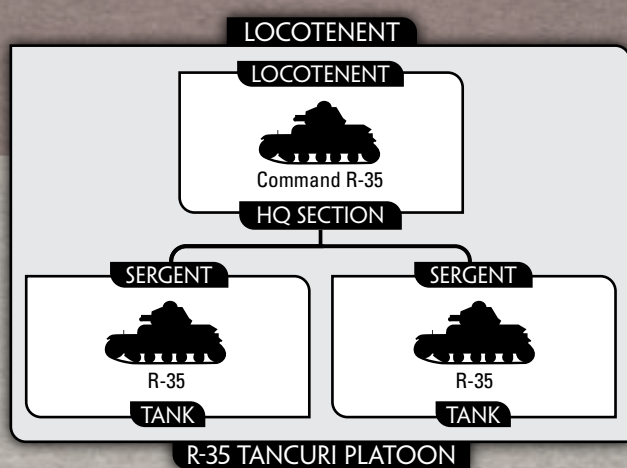 LOCOTENENT
LOCOTENENT
Command R-35
HQ SECTION
SERGENT
R-35
TANK
SERGENT
R-35
TANK
R-35 TANCURI PLATOON